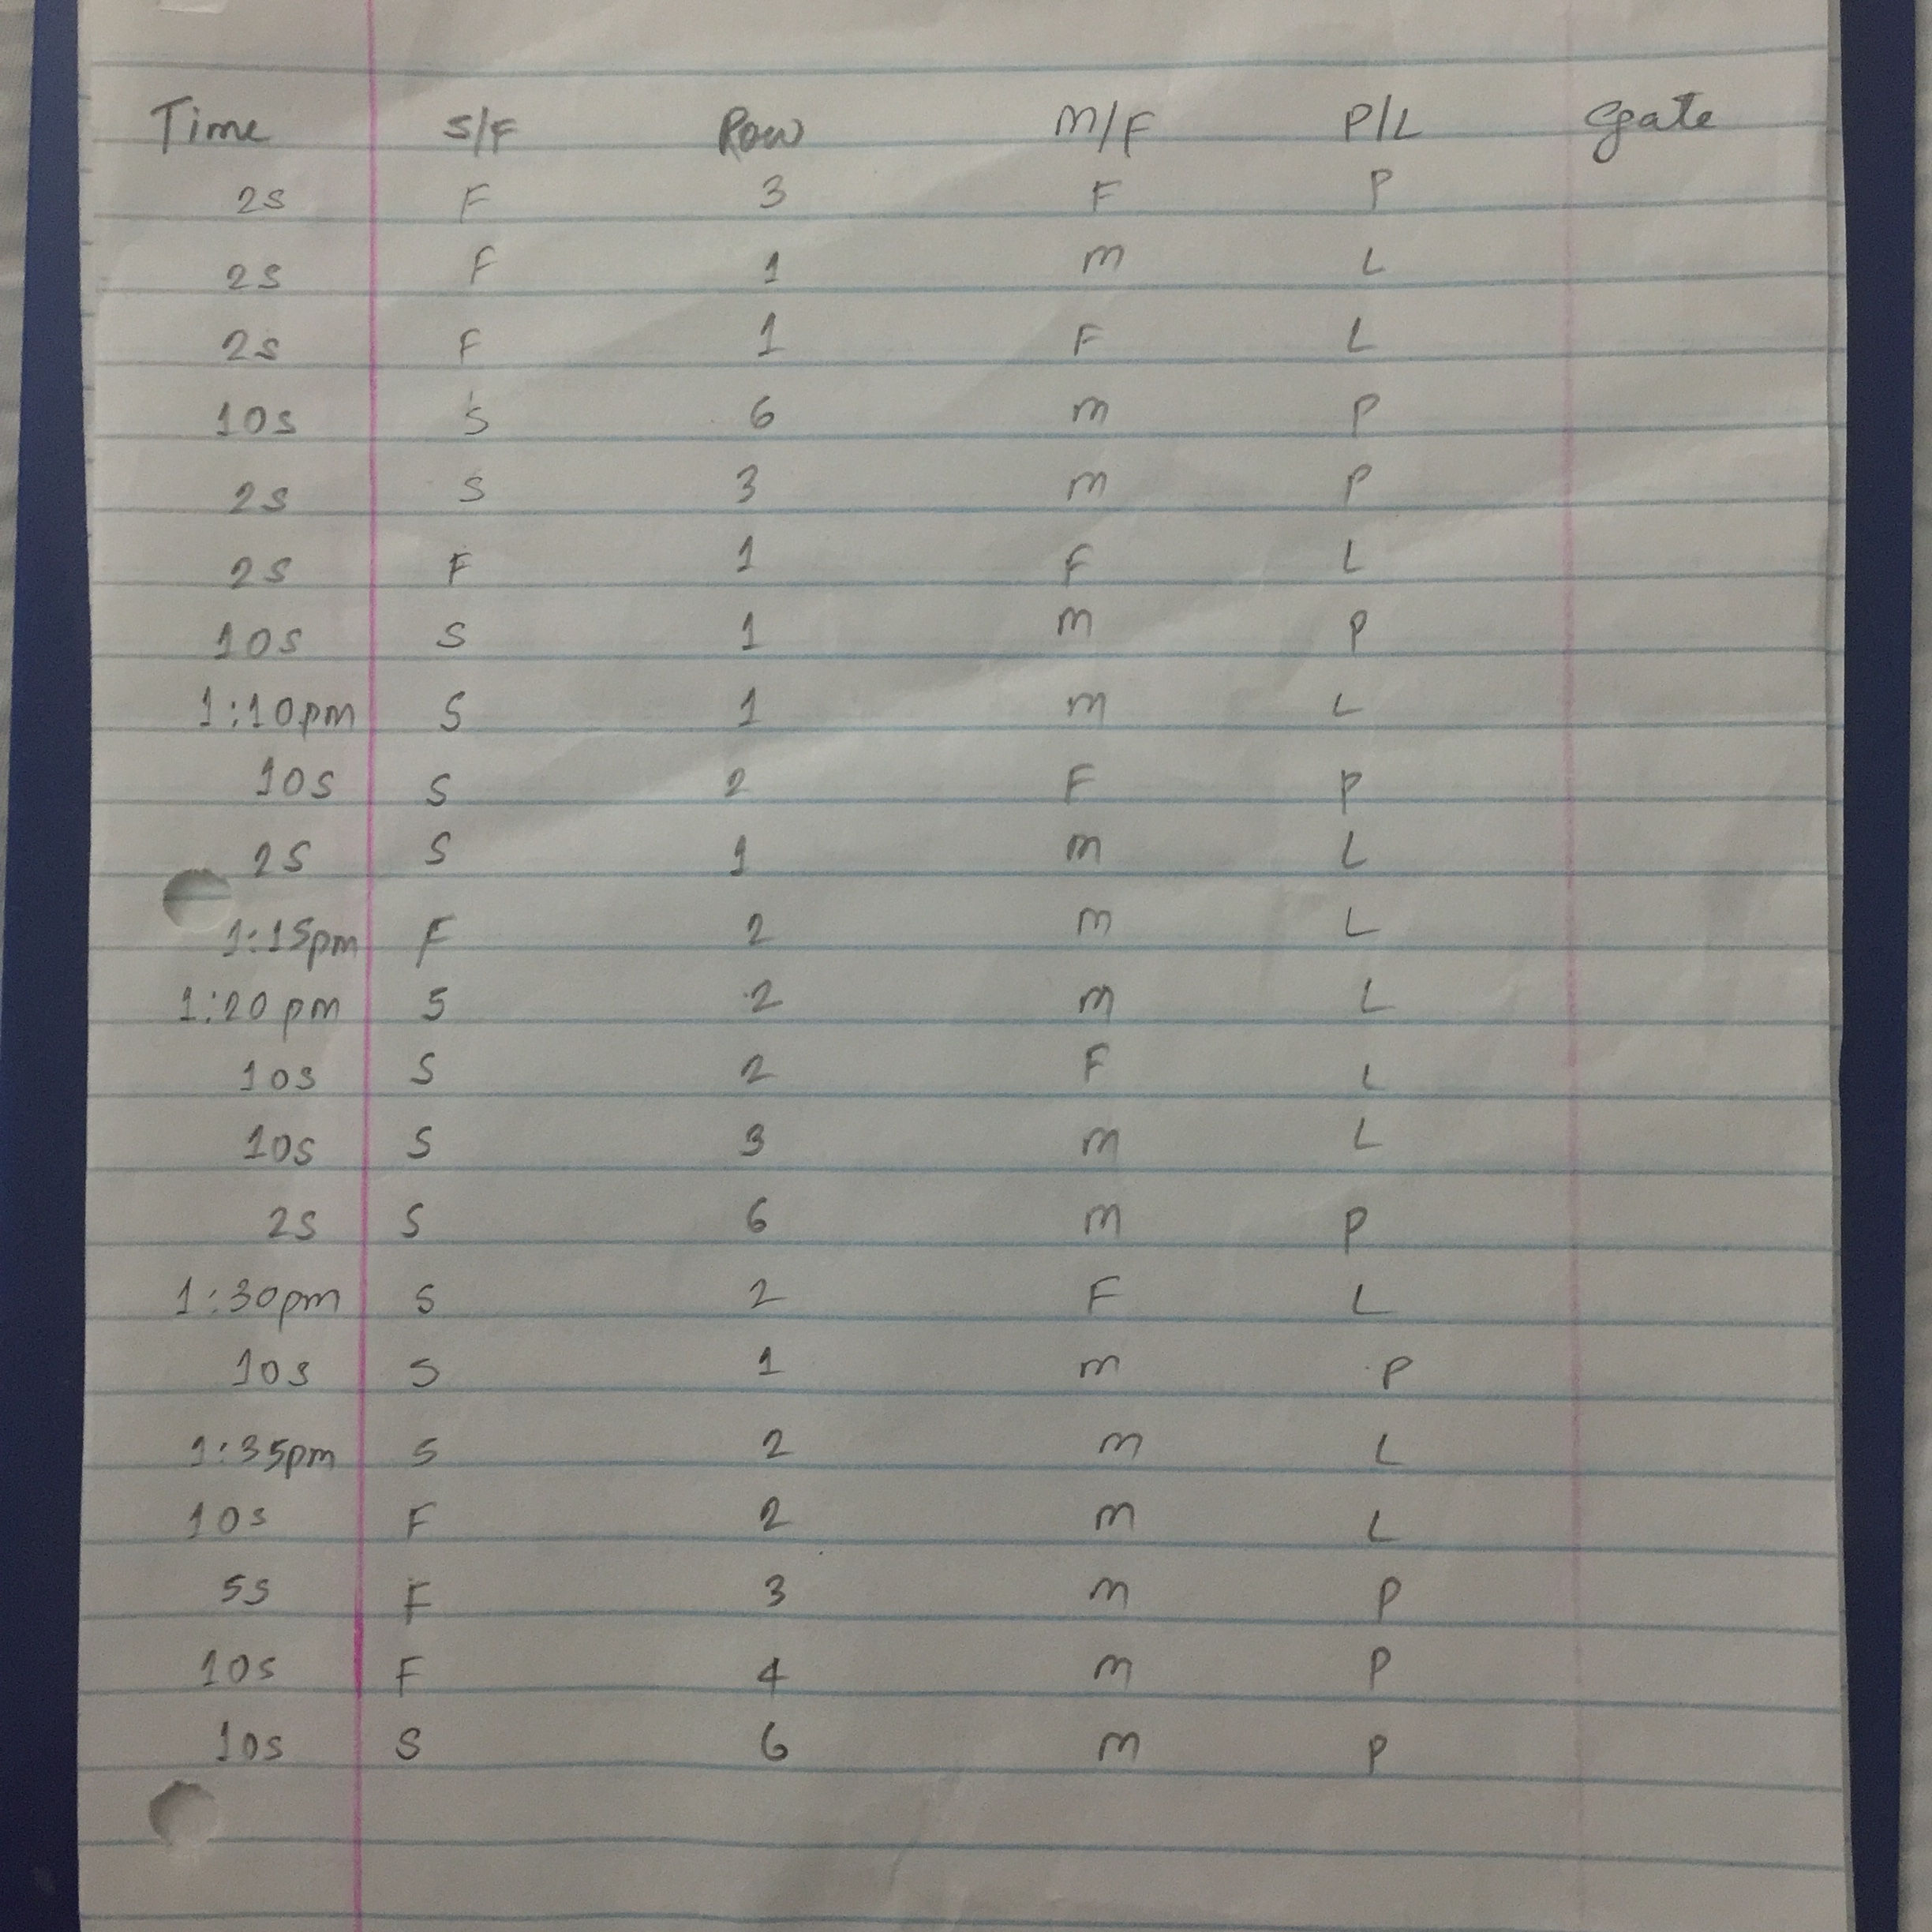 Time S/F Row M/F P/L Cgate
2s F 3 F P
2s F 1 m L
2s F 1 F L
10s S 6 m P
2s S 3 m P
2s F 1 F L
10s S 1 m P
1:10pm S 1 m L
10s S 2 F P
2s S 1 m L
1:15pm F 2 m L
1:20pm S 2 m L
10s S 2 F L
10s S 3 m L
2s S 6 m P
1:30pm S 2 F L
10s S 1 m P
1:35pm S 2 m L
10s F 2 m L
5s F 3 m P
10s F 4 m P
10s S 6 m P